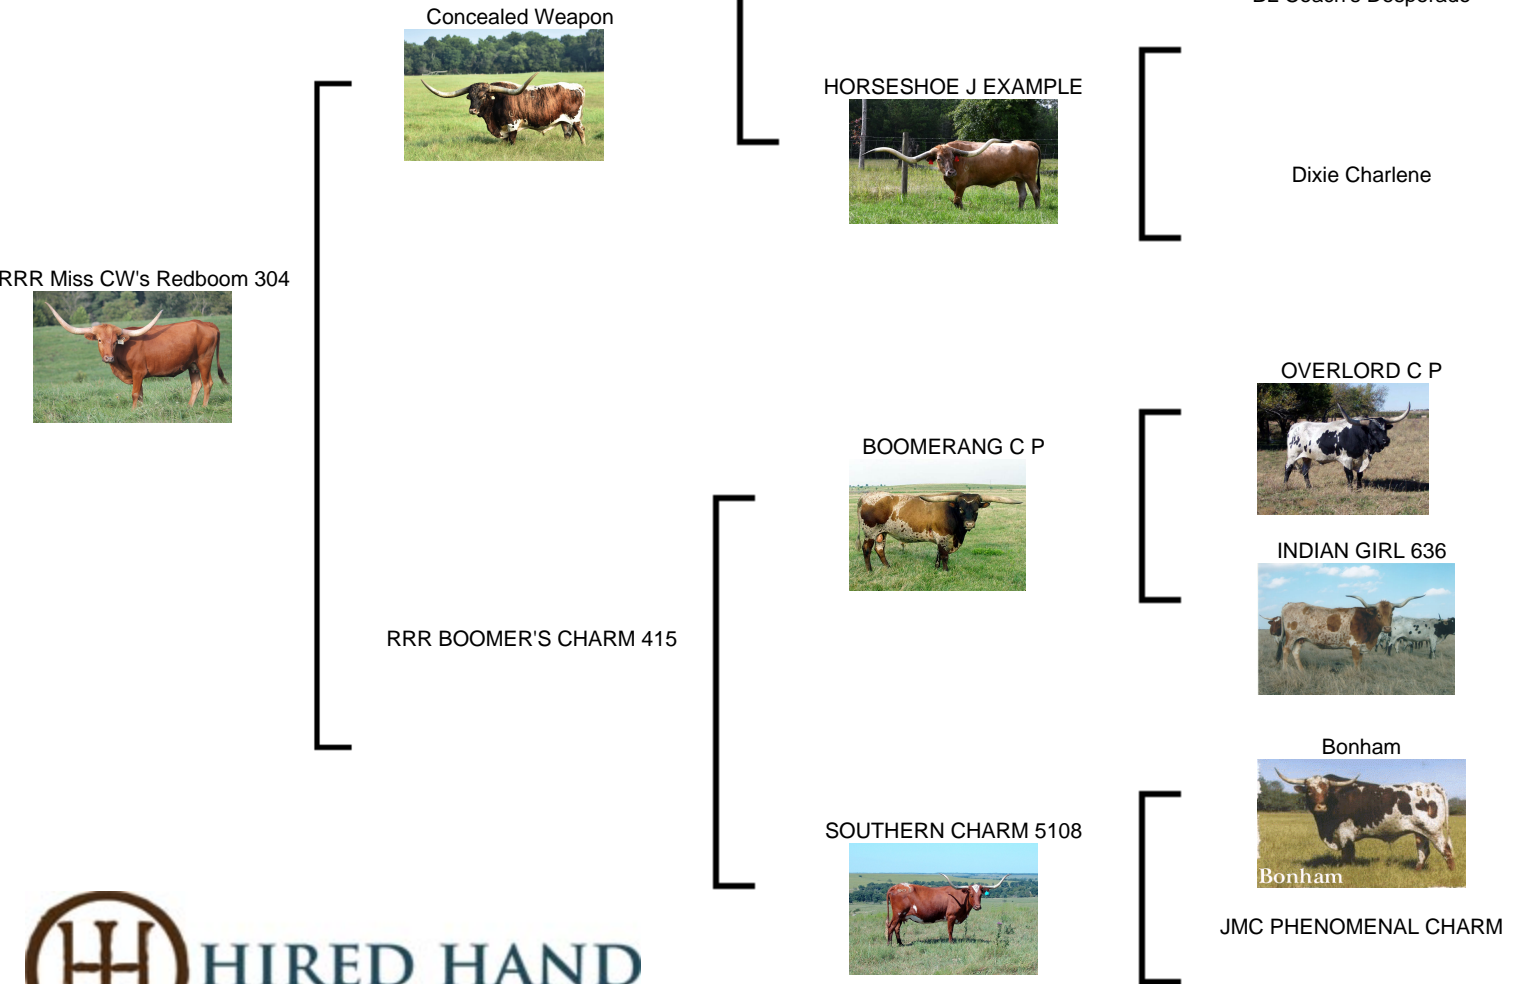 Concealed Weapon
HORSESHOE J EXAMPLE
Dixie Charlene
RRR Miss CW's Redboom 304
OVERLORD C P
BOOMERANG C P
INDIAN GIRL 636
RRR BOOMER'S CHARM 415
Bonham
SOUTHERN CHARM 5108
Bonham
JMC PHENOMENAL CHARM
HIRED HAND